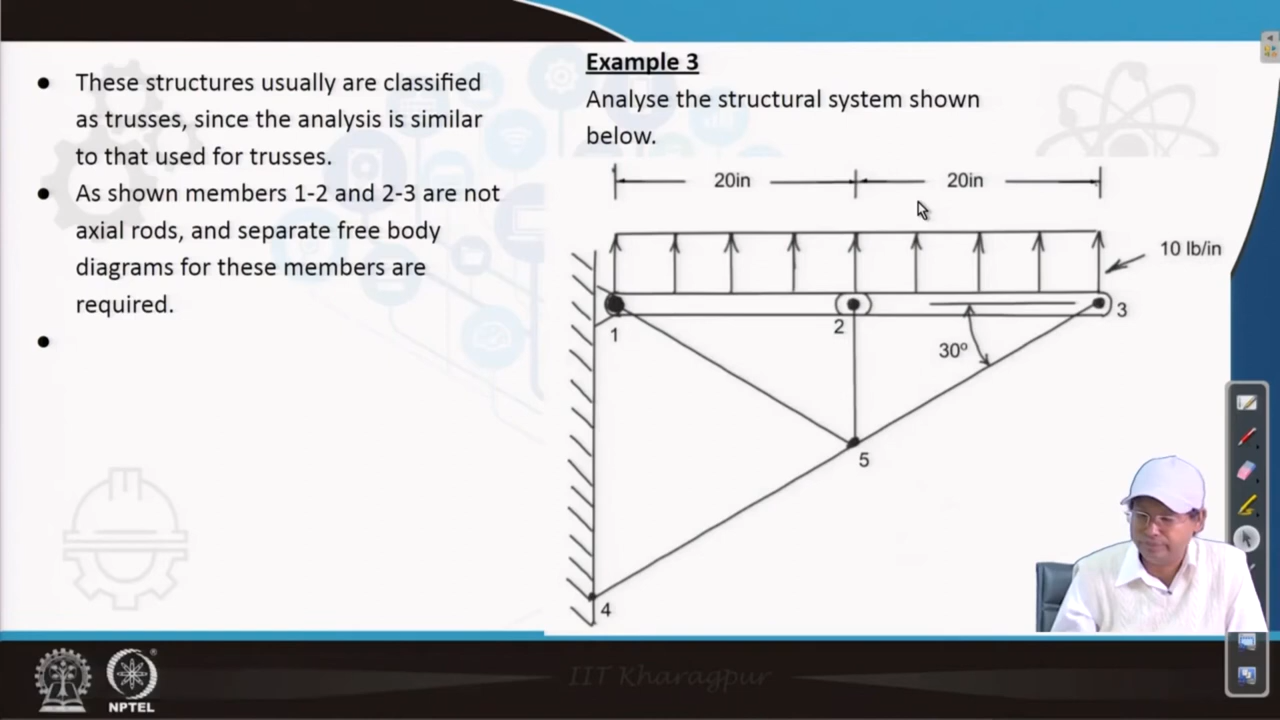 ● These structures usually are classified
as trusses, since the analysis is similar
to that used for trusses.
● As shown members 1-2 and 2-3 are not
axial rods, and separate free body
diagrams for these members are
required.
●
Example 3
Analyse the structural system shown
below.
20in 20in
10 lb/in
1 2 3
30º
5
4
IIT Kharagpur
NPTEL